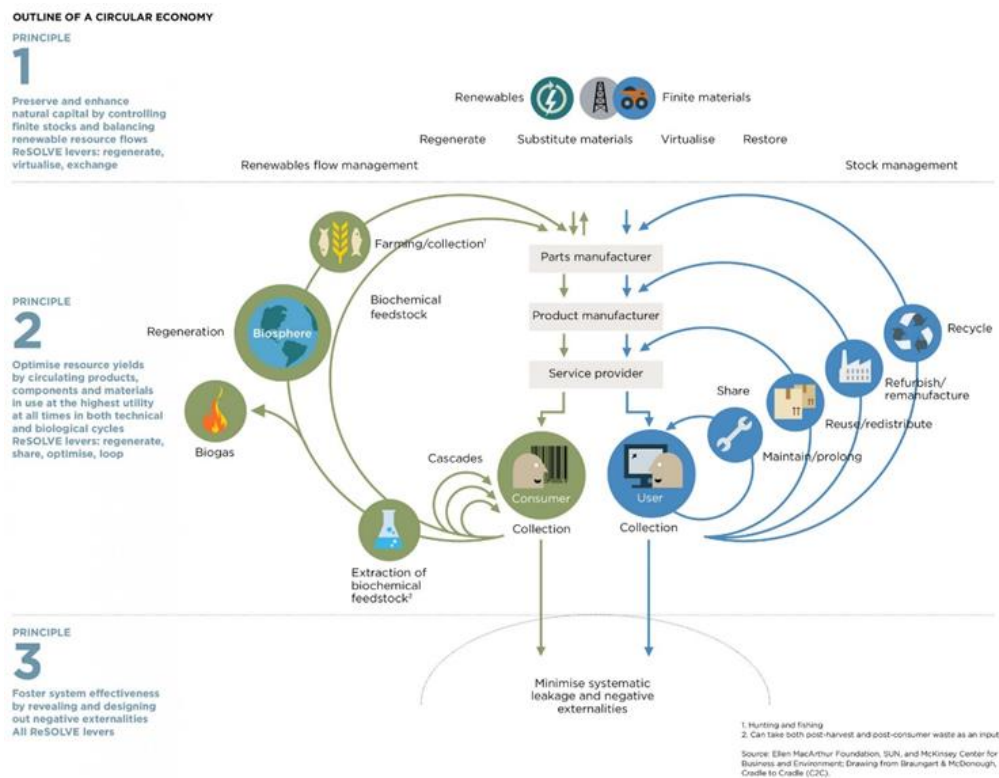 OUTLINE OF A CIRCULAR ECONOMY
PRINCIPLE
1
Preserve and enhance
natural capital by controlling
finite stocks and balancing
renewable resource flows
ReSOLVE levers: regenerate,
virtualise, exchange
Renewables
Finite materials
Regenerate
Substitute materials
Virtualise
Restore
Renewables flow management
Stock management
PRINCIPLE
2
Optimise resource yields
by circulating products,
components and materials
in use at the highest utility
at all times in both technical
and biological cycles
ReSOLVE levers: regenerate,
share, optimise, loop
Farming/collection¹
Biochemical
feedstock
Regeneration
Biosphere
Biogas
Cascades
Extraction of
biochemical
feedstock²
Parts manufacturer
Product manufacturer
Service provider
Consumer
Collection
User
Collection
Share
Maintain/prolong
Reuse/redistribute
Refurbish/
remanufacture
Recycle
PRINCIPLE
3
Foster system effectiveness
by revealing and designing
out negative externalities
All ReSOLVE levers
Minimise systematic
leakage and negative
externalities
1. Hunting and fishing
2. Can take both post-harvest and post-consumer waste as an input
Source: Ellen MacArthur Foundation, SUN, and McKinsey Center for
Business and Environment; Drawing from Braungart & McDonough,
Cradle to Cradle (C2C).